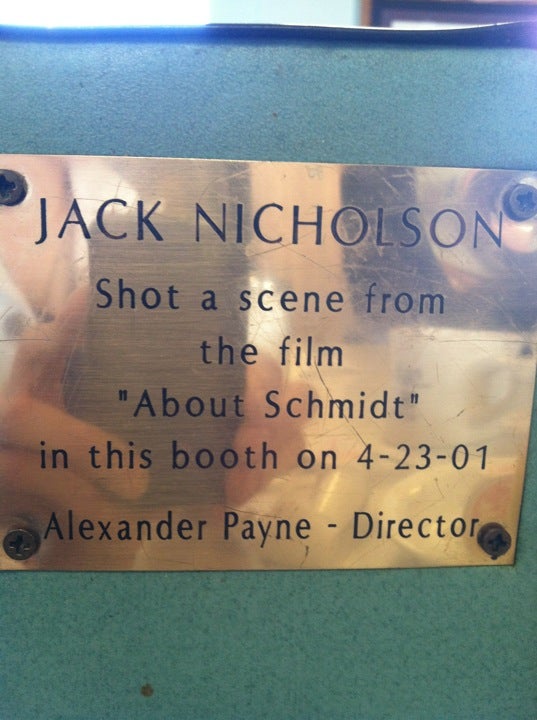 JACK NICHOLSON
Shot a scene from
the film
"About Schmidt"
in this booth on 4-23-01
Alexander Payne - Director